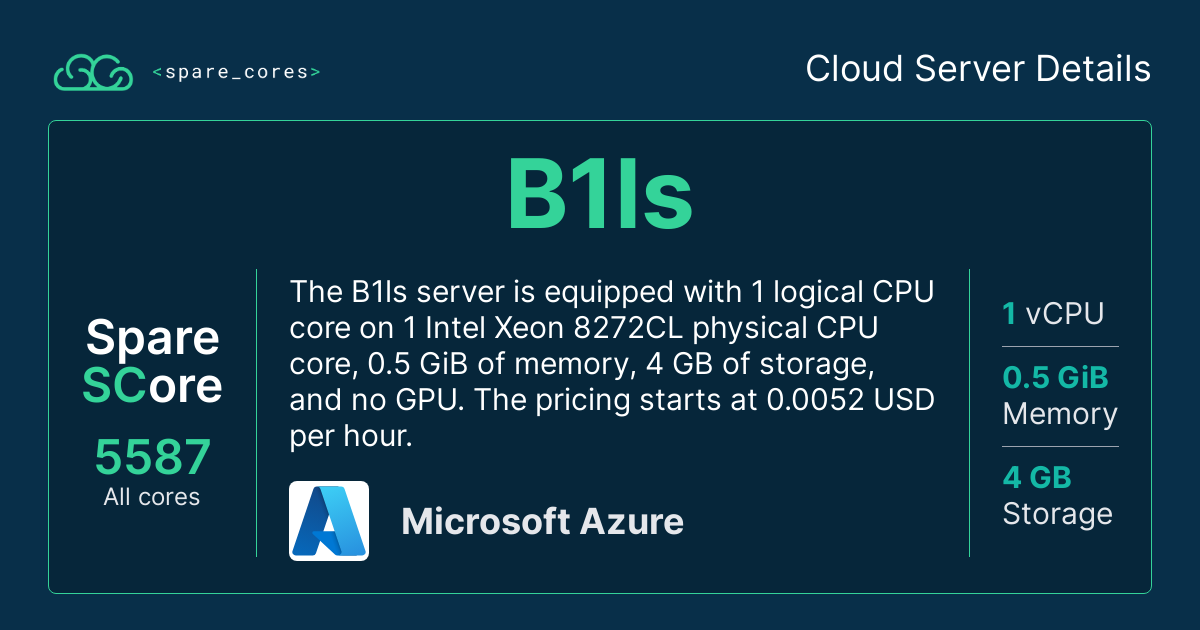 <spare_cores>
Cloud Server Details
B1ls
Spare
SCore
5587
All cores
The B1ls server is equipped with 1 logical CPU
core on 1 Intel Xeon 8272CL physical CPU
core, 0.5 GiB of memory, 4 GB of storage,
and no GPU. The pricing starts at 0.0052 USD
per hour.
Microsoft Azure
1 vCPU
0.5 GiB
Memory
4 GB
Storage